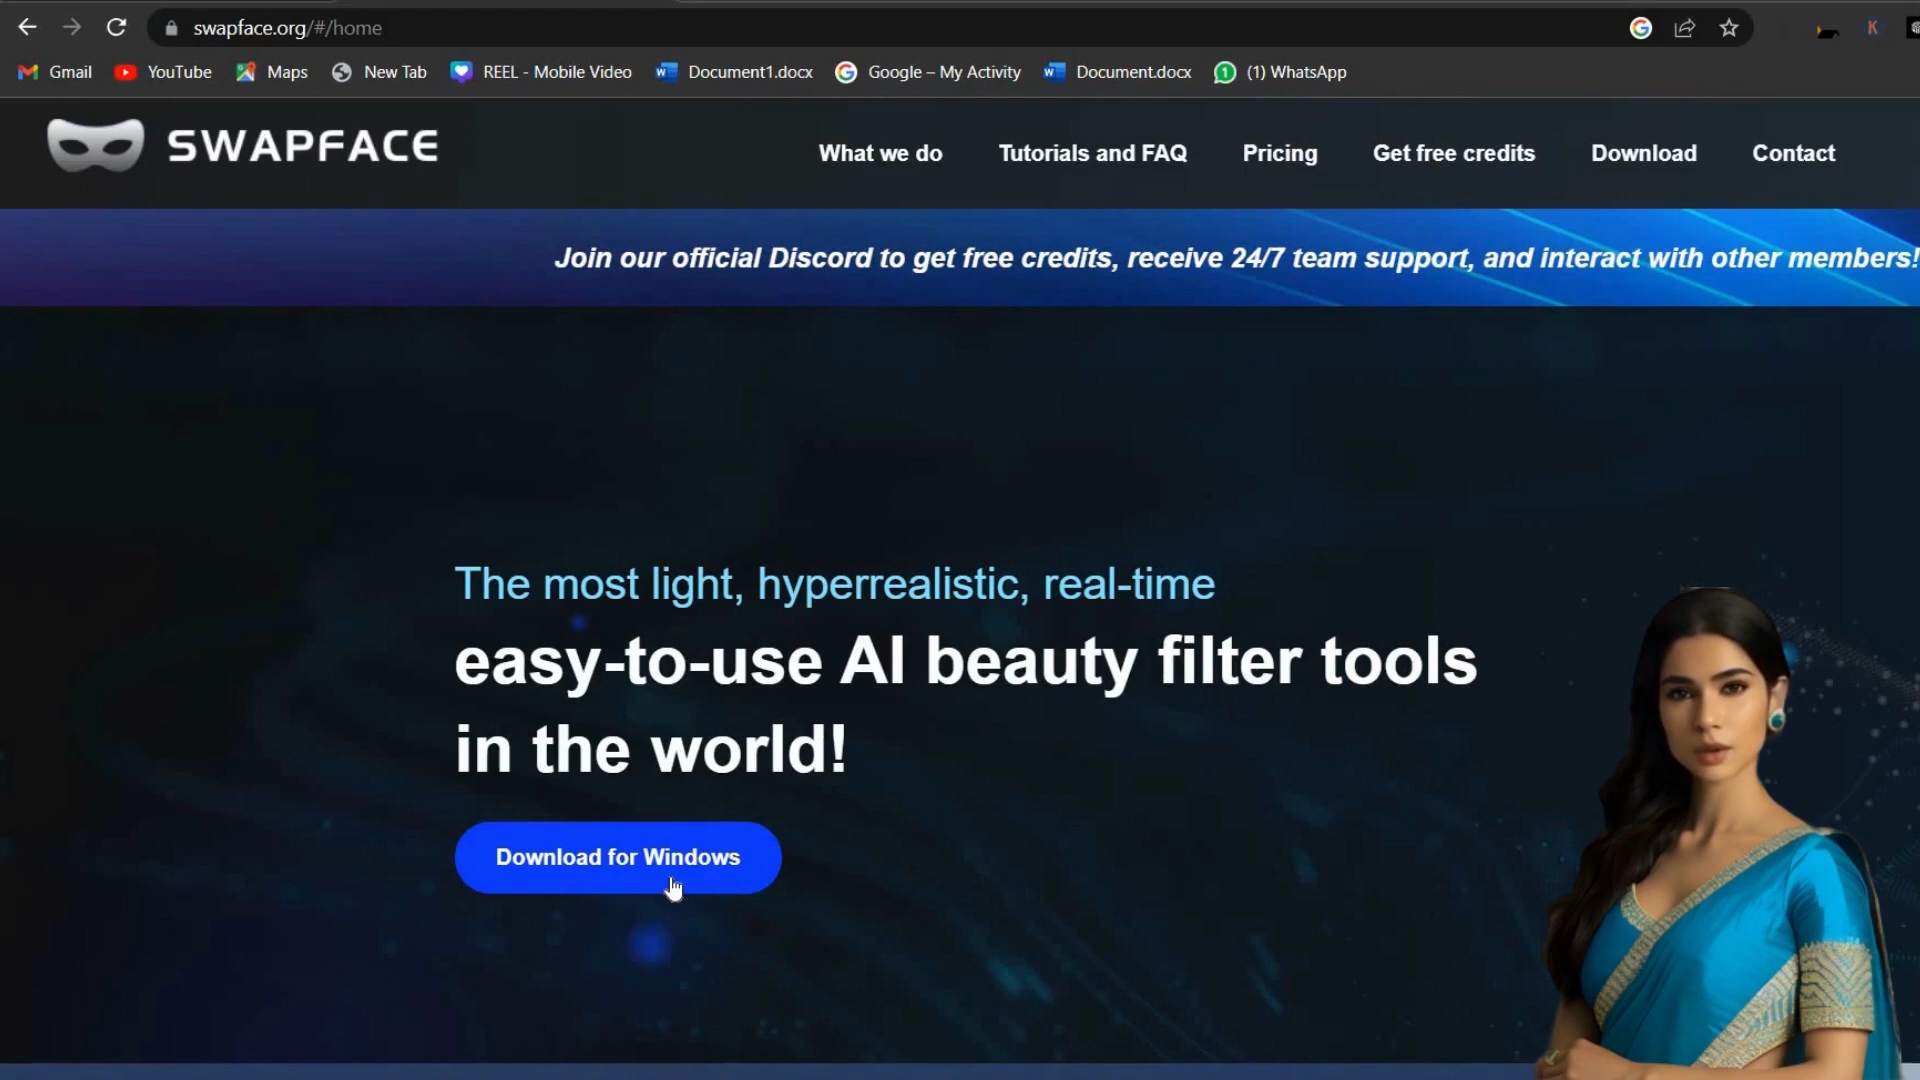 swapface.org/#/home
Gmail YouTube Maps New Tab REEL - Mobile Video Document1.docx Google – My Activity Document.docx (1) WhatsApp
SWAPFACE What we do Tutorials and FAQ Pricing Get free credits Download Contact
Join our official Discord to get free credits, receive 24/7 team support, and interact with other members!
The most light, hyperrealistic, real-time
easy-to-use AI beauty filter tools
in the world!
Download for Windows